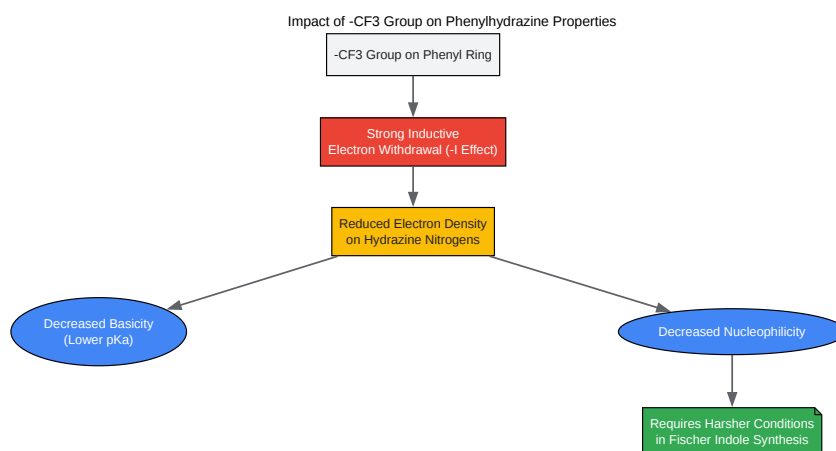 Impact of -CF3 Group on Phenylhydrazine Properties
-CF3 Group on Phenyl Ring
Strong Inductive
Electron Withdrawal (-I Effect)
Reduced Electron Density
on Hydrazine Nitrogens
Decreased Basicity
(Lower pKa)
Decreased Nucleophilicity
Requires Harsher Conditions
in Fischer Indole Synthesis